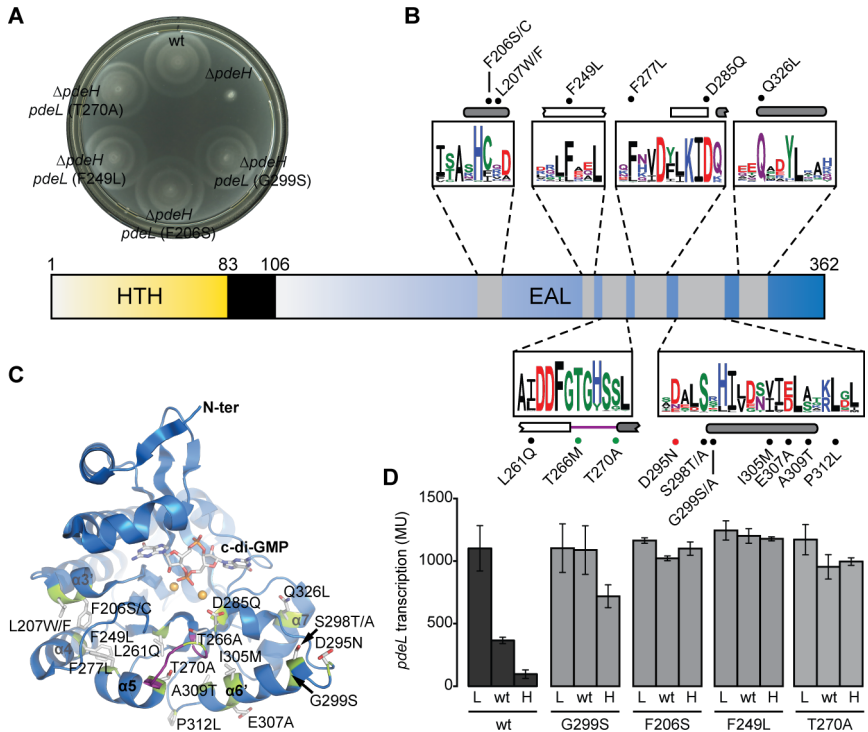 A
wt
ΔpdeH
ΔpdeH
pdeL (T270A)
ΔpdeH
pdeL (F249L)
ΔpdeH
pdeL (G299S)
ΔpdeH
pdeL (F206S)
B
F206S/C
L207W/F
F249L
F277L
D285Q
Q326L
1
83
106
362
HTH
EAL
L261Q
T266M
T270A
D295N
S298T/A
G299S/A
I305M
E307A
A309T
P312L
C
N-ter
c-di-GMP
α3'
L207W/F
F206S/C
α4
F249L
F277L
L261Q
α5
T270A
T266A
D285Q
Q326L
α7
S298T/A
D295N
I305M
A309T
α6'
G299S
P312L
E307A
D
pdeL transcription (MU)
1500
1000
500
0
L wt H L wt H L wt H L wt H L wt H
wt G299S F206S F249L T270A